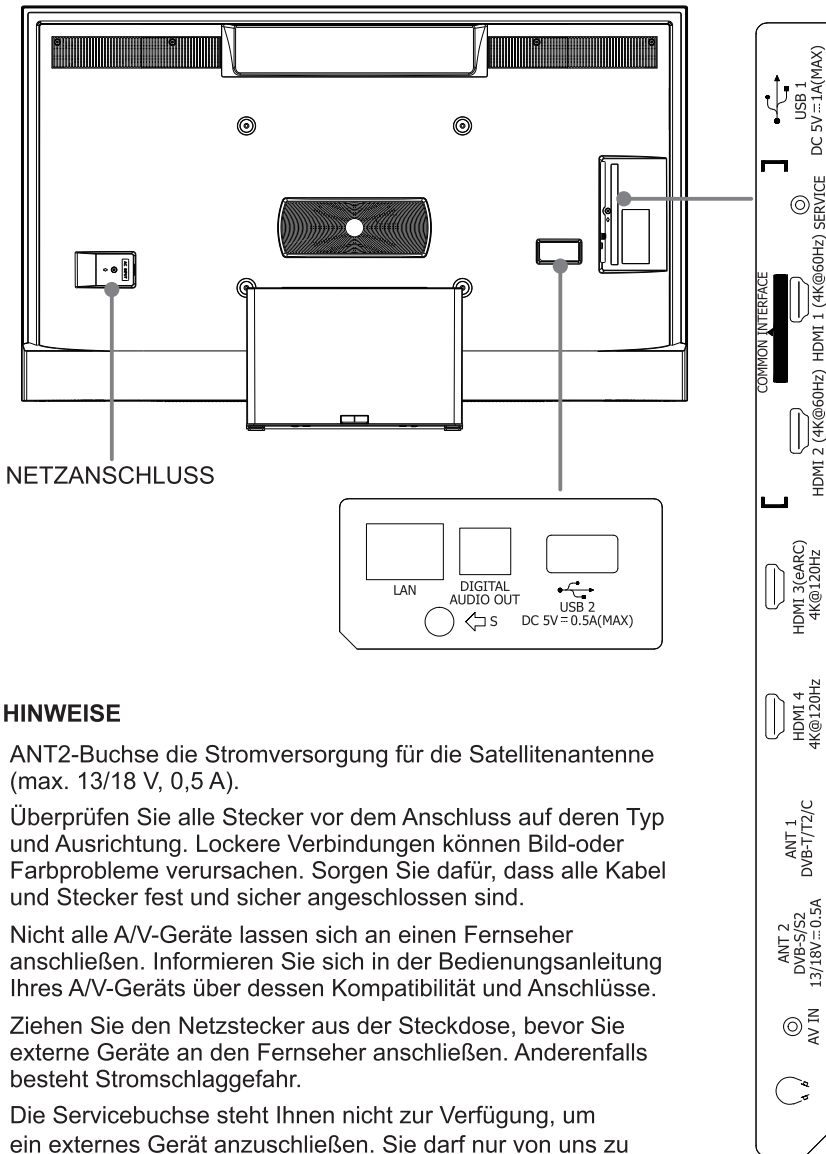 NETZANSCHLUSS
LAN
DIGITAL
AUDIO OUT
S
USB 2
DC 5V⎓0.5A(MAX)
USB 1
DC 5V⎓1A(MAX)
SERVICE
COMMON INTERFACE
HDMI 1 (4K@60Hz)
HDMI 2 (4K@60Hz)
HDMI 3(eARC)
4K@120Hz
HDMI 4
4K@120Hz
ANT 1
DVB-T/T2/C
ANT 2
DVB-S/S2
13/18V⎓0.5A
AV IN
HINWEISE
ANT2-Buchse die Stromversorgung für die Satellitenantenne
(max. 13/18 V, 0,5 A).
Überprüfen Sie alle Stecker vor dem Anschluss auf deren Typ
und Ausrichtung. Lockere Verbindungen können Bild-oder
Farbprobleme verursachen. Sorgen Sie dafür, dass alle Kabel
und Stecker fest und sicher angeschlossen sind.
Nicht alle A/V-Geräte lassen sich an einen Fernseher
anschließen. Informieren Sie sich in der Bedienungsanleitung
Ihres A/V-Geräts über dessen Kompatibilität und Anschlüsse.
Ziehen Sie den Netzstecker aus der Steckdose, bevor Sie
externe Geräte an den Fernseher anschließen. Anderenfalls
besteht Stromschlaggefahr.
Die Servicebuchse steht Ihnen nicht zur Verfügung, um
ein externes Gerät anzuschließen. Sie darf nur von uns zu